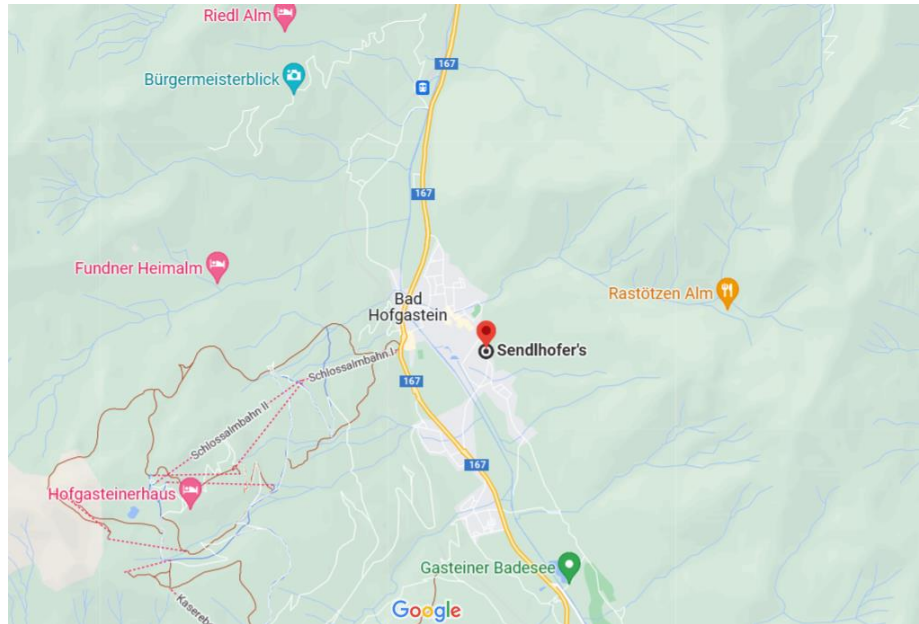 Riedl Alm
167
Bürgermeisterblick
167
Fundner Heimalm
Rastötzen Alm
Bad
Hofgastein
Sendlhofer's
Schlossalmbahn I
167
Schlossalmbahn II
167
Hofgasteinerhaus
Gasteiner Badesee
Kasereb
Google